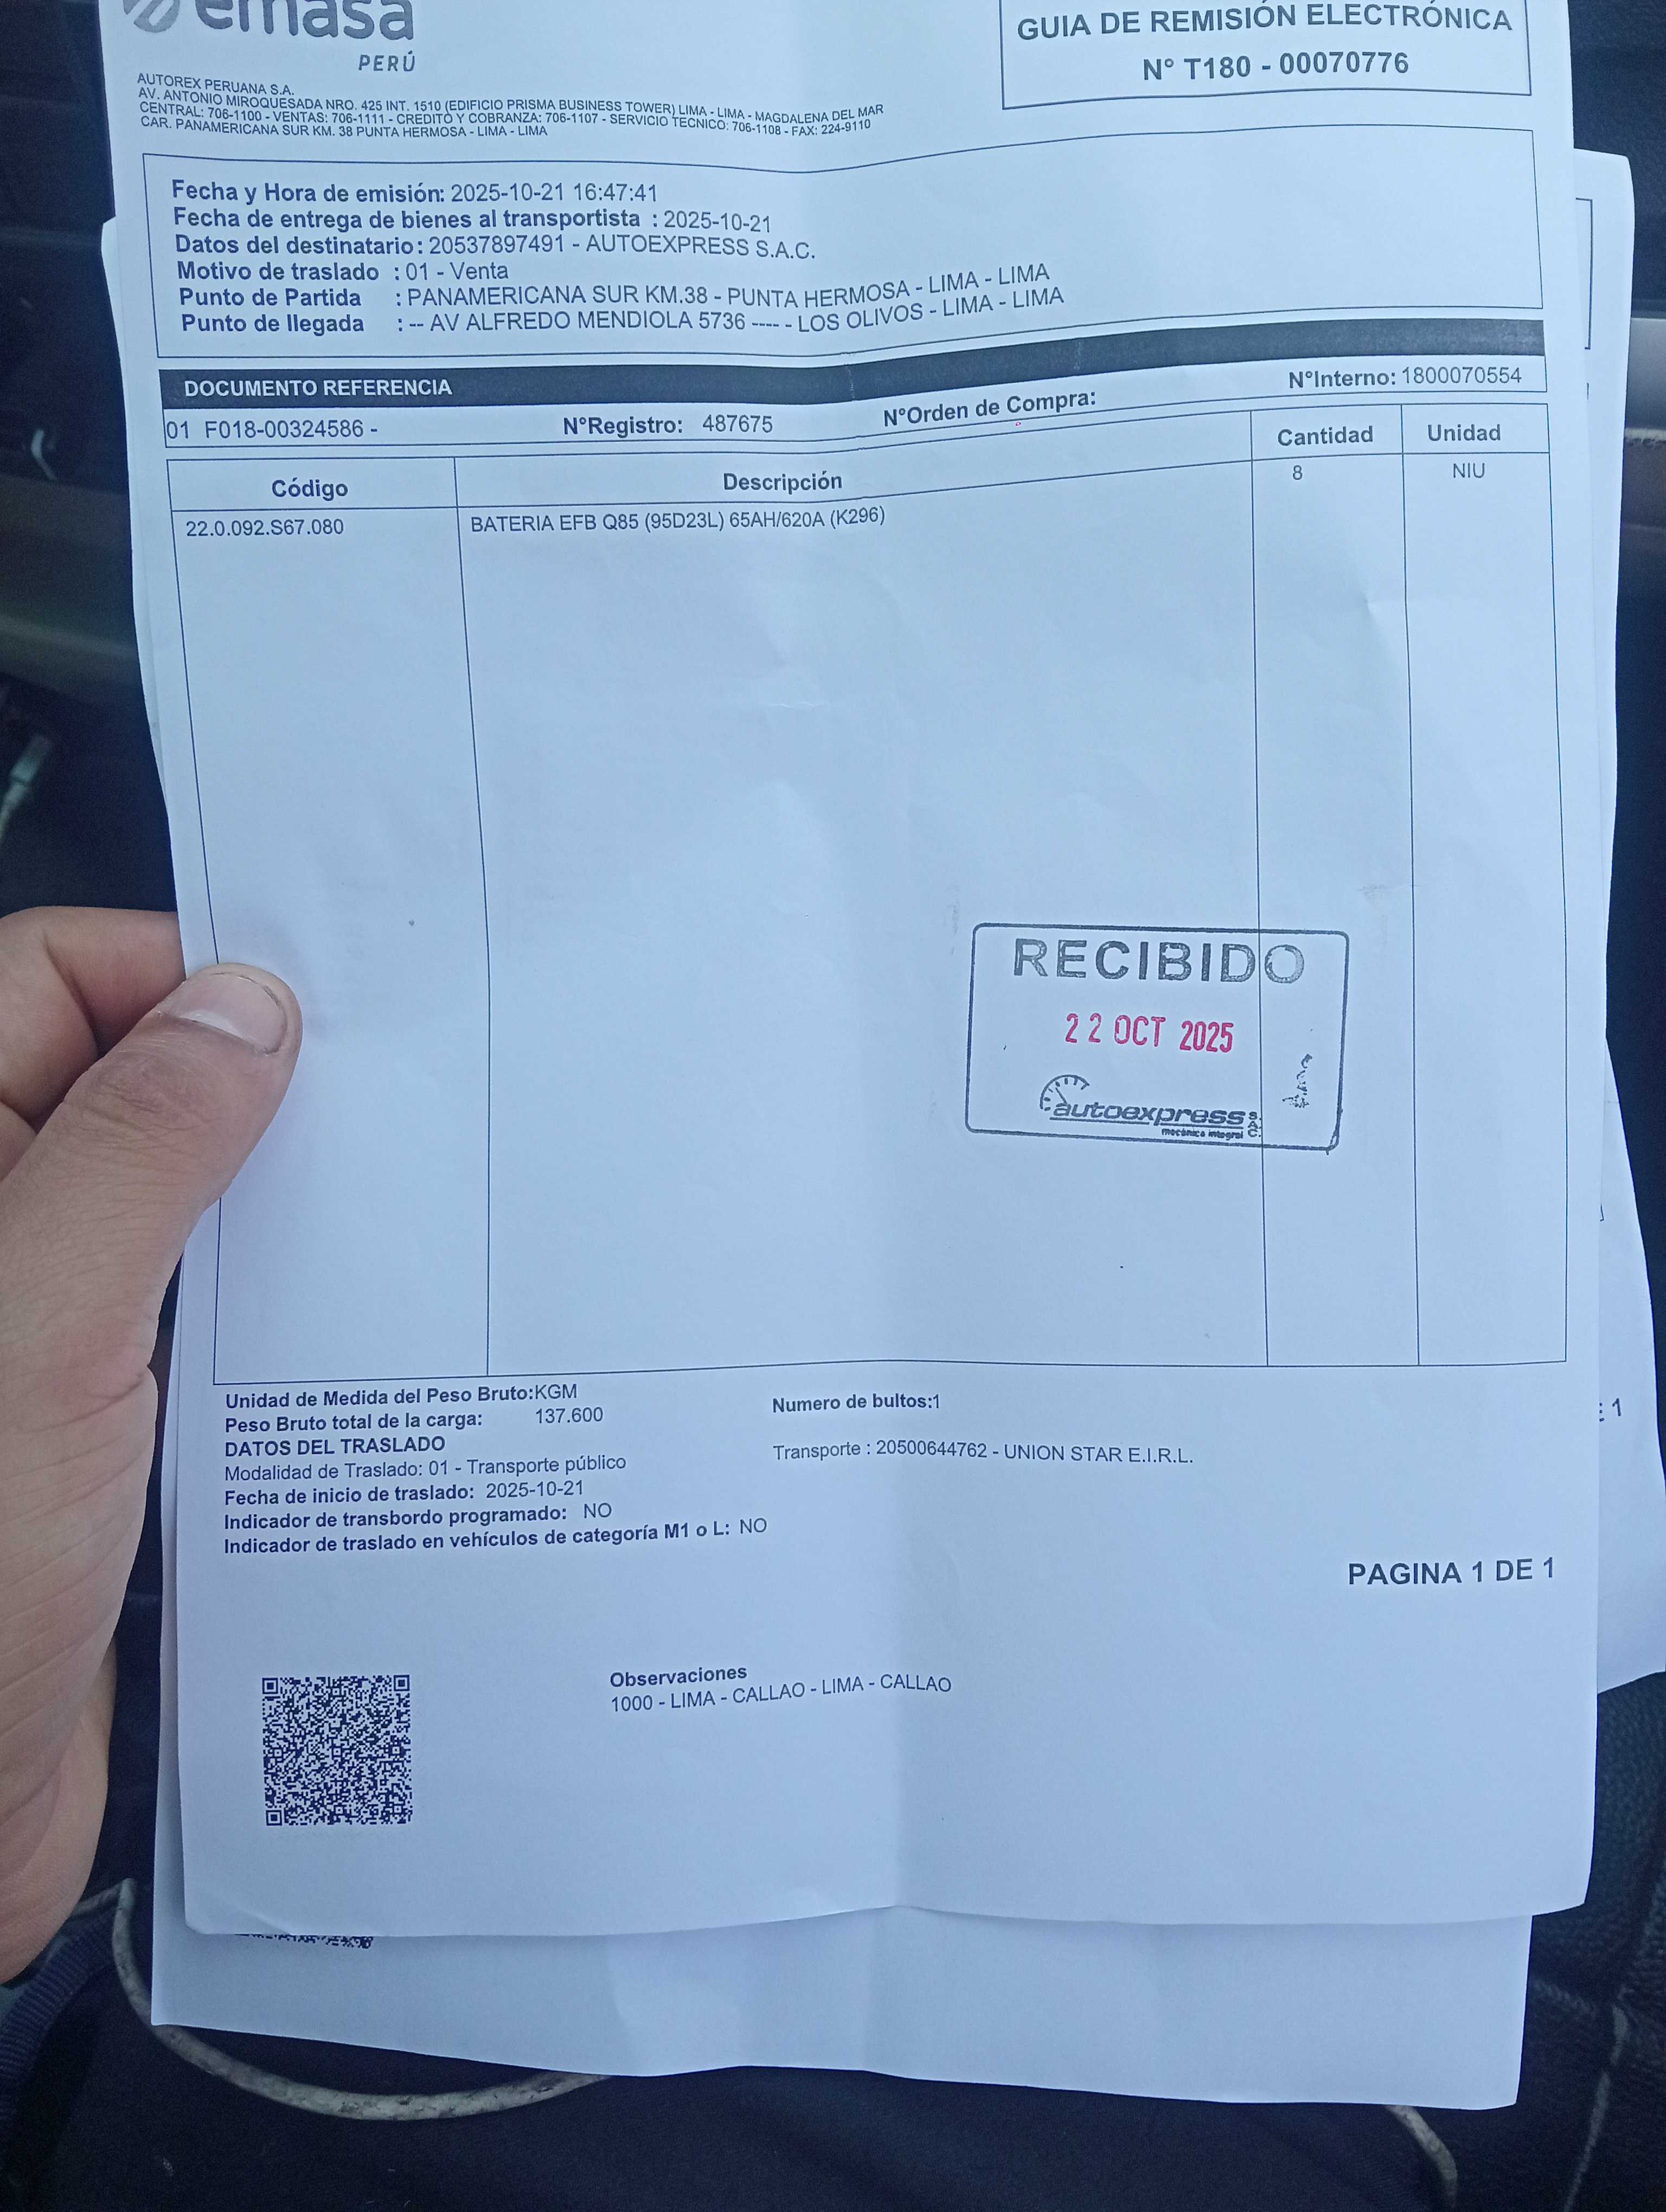 emasa
PERÚ
GUIA DE REMISIÓN ELECTRÓNICA
N° T180 - 00070776
AUTOREX PERUANA S.A.
AV. ANTONIO MIROQUESADA NRO. 425 INT. 1510 (EDIFICIO PRISMA BUSINESS TOWER) LIMA - LIMA - MAGDALENA DEL MAR
CENTRAL: 706-1100 - VENTAS: 706-1111 - CREDITO Y COBRANZA: 706-1107 - SERVICIO TECNICO: 706-1108 - FAX: 224-9110
CAR. PANAMERICANA SUR KM. 38 PUNTA HERMOSA - LIMA - LIMA
Fecha y Hora de emisión: 2025-10-21 16:47:41
Fecha de entrega de bienes al transportista : 2025-10-21
Datos del destinatario: 20537897491 - AUTOEXPRESS S.A.C.
Motivo de traslado : 01 - Venta
Punto de Partida : PANAMERICANA SUR KM.38 - PUNTA HERMOSA - LIMA - LIMA
Punto de llegada : -- AV ALFREDO MENDIOLA 5736 ---- - LOS OLIVOS - LIMA - LIMA
DOCUMENTO REFERENCIA
01 F018-00324586 - N°Registro: 487675 N°Orden de Compra: N°Interno: 1800070554
Código Descripción Cantidad Unidad
22.0.092.S67.080 BATERIA EFB Q85 (95D23L) 65AH/620A (K296) 8 NIU
RECIBIDO
22 OCT 2025
autoexpress S.A.C.
mecánica integral
Unidad de Medida del Peso Bruto:KGM Numero de bultos:1
Peso Bruto total de la carga: 137.600
DATOS DEL TRASLADO
Modalidad de Traslado: 01 - Transporte público Transporte : 20500644762 - UNION STAR E.I.R.L.
Fecha de inicio de traslado: 2025-10-21
Indicador de transbordo programado: NO
Indicador de traslado en vehículos de categoría M1 o L: NO
PAGINA 1 DE 1
Observaciones
1000 - LIMA - CALLAO - LIMA - CALLAO
: 1